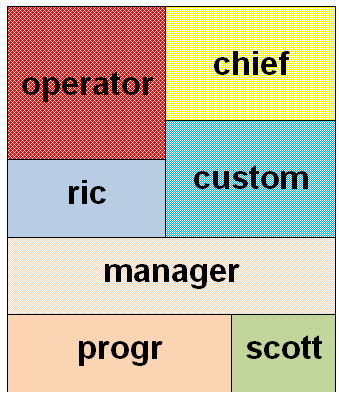 operator
chief
ric
custom
manager
progr
scott